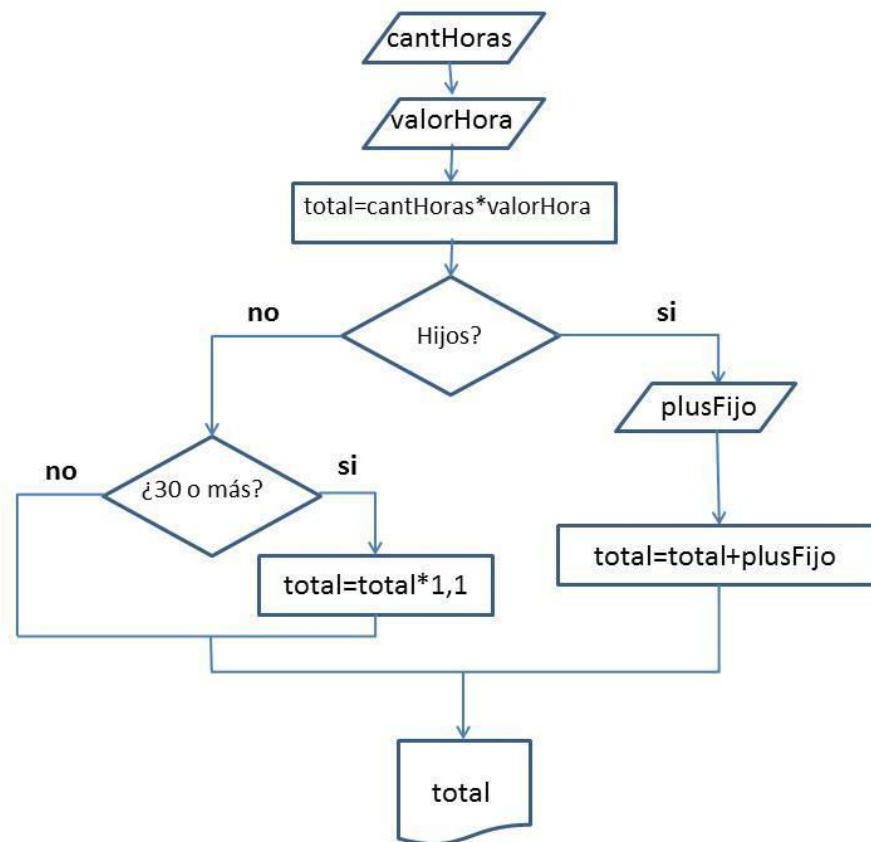 cantHoras
valorHora
total=cantHoras*valorHora
Hijos?
no
si
plusFijo
¿30 o más?
no
si
total=total*1,1
total=total+plusFijo
total